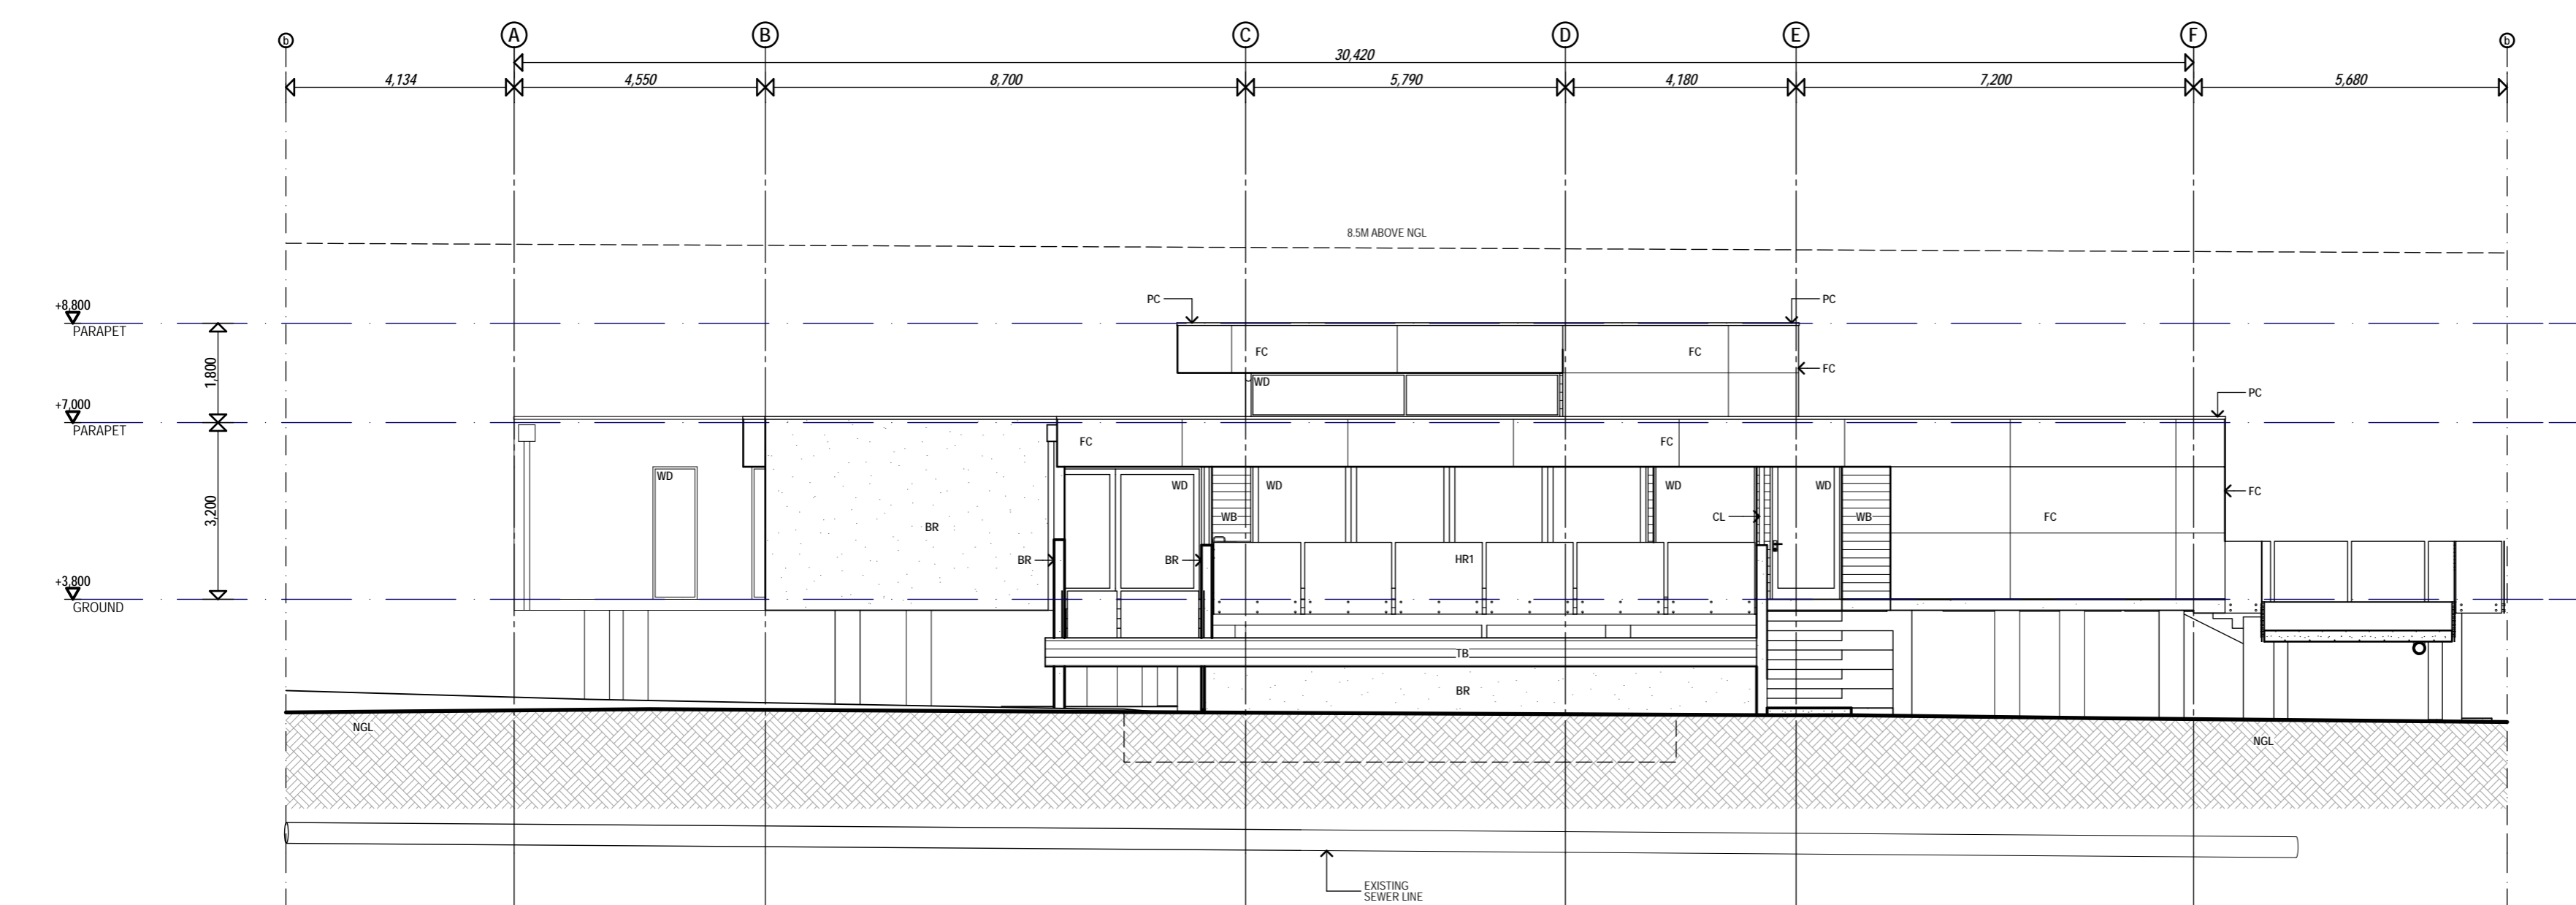 b A B C D E F b
30,420
4,134 4,550 8,700 5,790 4,180 7,200 5,680
8.5M ABOVE NGL
+8,800
PARAPET
PC PC
1,800
FC FC
FC
WD
+7,000
PARAPET
PC
FC FC
WD WD WD WD WD
FC
3,200
BR WB CL WB FC
BR BR HR1
+3,800
GROUND
TB
BR
NGL
NGL
EXISTING
SEWER LINE